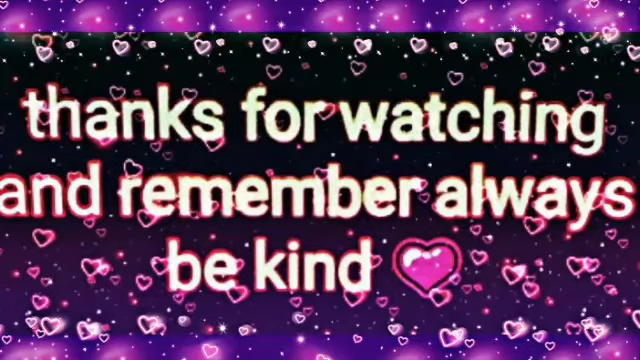 thanks for watching
and remember always
be kind